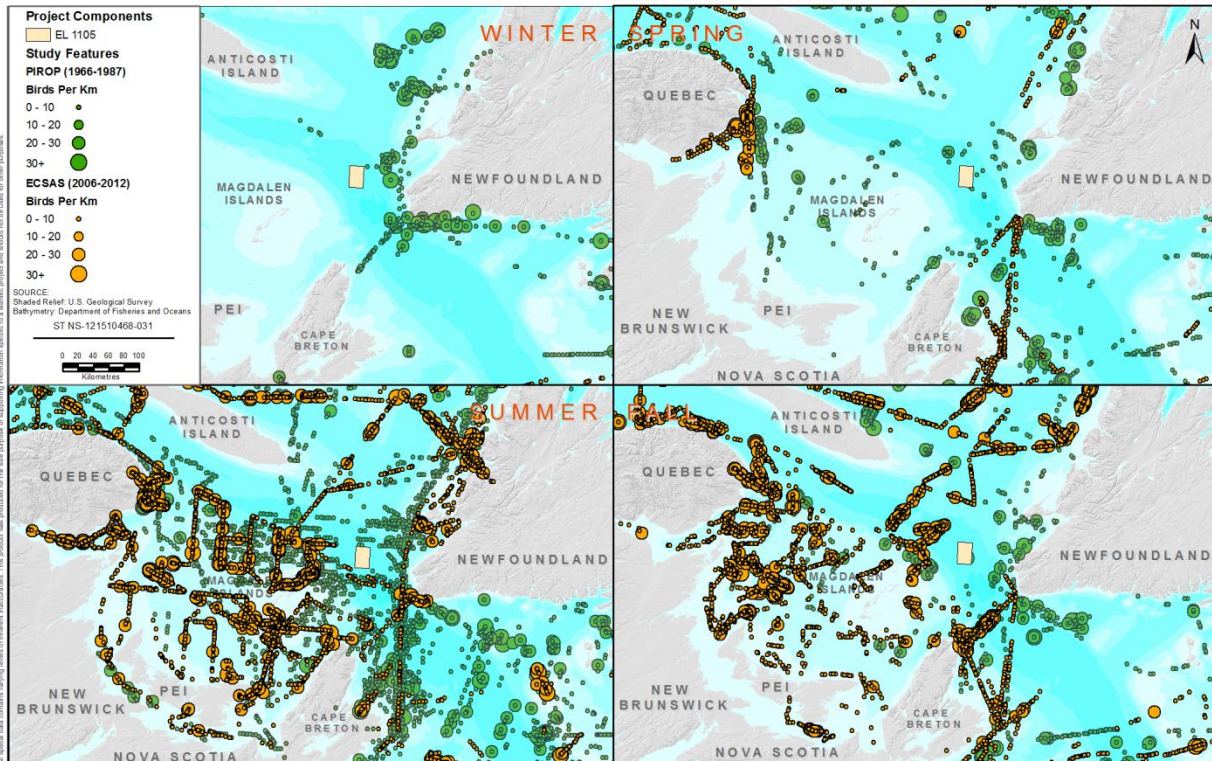 Project Components
EL 1105
Study Features
PIROP (1966-1987)
Birds Per Km
0 - 10
10 - 20
20 - 30
30+
ECSAS (2006-2012)
Birds Per Km
0 - 10
10 - 20
20 - 30
30+
SOURCE:
Shaded Relief: U.S. Geological Survey
Bathymetry: Department of Fisheries and Oceans
ST NS-121510468-031
0 20 40 60 80 100
Kilometres
WINTER
ANTICOSTI
ISLAND
NEWFOUNDLAND
MAGDALEN
ISLANDS
PEI
CAPE
BRETON
SPRING
N
ANTICOSTI
ISLAND
QUEBEC
NEWFOUNDLAND
MAGDALEN
ISLANDS
NEW
BRUNSWICK
PEI
CAPE
BRETON
NOVA SCOTIA
SUMMER
ANTICOSTI
ISLAND
QUEBEC
NEWFOUNDLAND
MAGDALEN
ISLANDS
NEW
BRUNSWICK
PEI
CAPE
BRETON
NOVA SCOTIA
FALL
ANTICOSTI
ISLAND
QUEBEC
NEWFOUNDLAND
MAGDALEN
ISLANDS
NEW
BRUNSWICK
PEI
CAPE
BRETON
NOVA SCOTIA